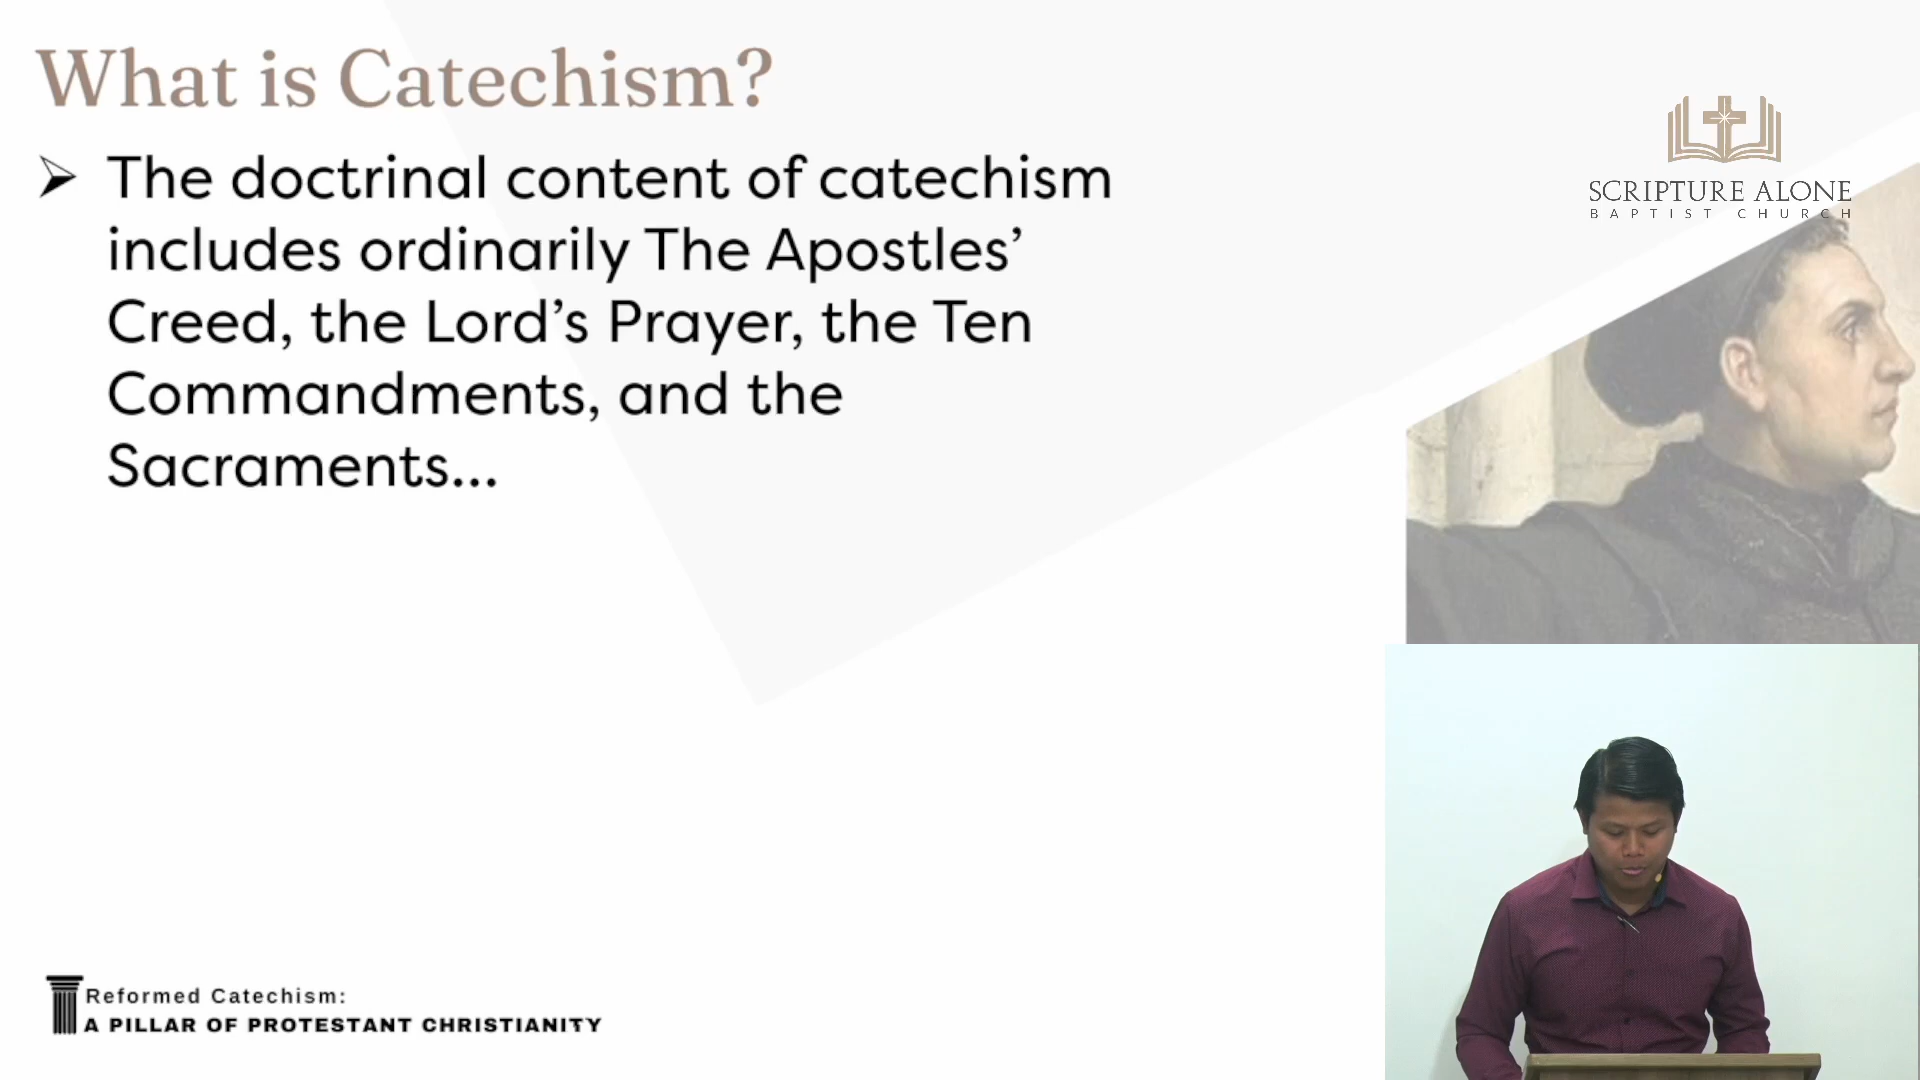 What is Catechism?
➢ The doctrinal content of catechism
includes ordinarily The Apostles’
Creed, the Lord’s Prayer, the Ten
Commandments, and the
Sacraments...
SCRIPTURE ALONE
BAPTIST CHURCH
Reformed Catechism:
A PILLAR OF PROTESTANT CHRISTIANITY